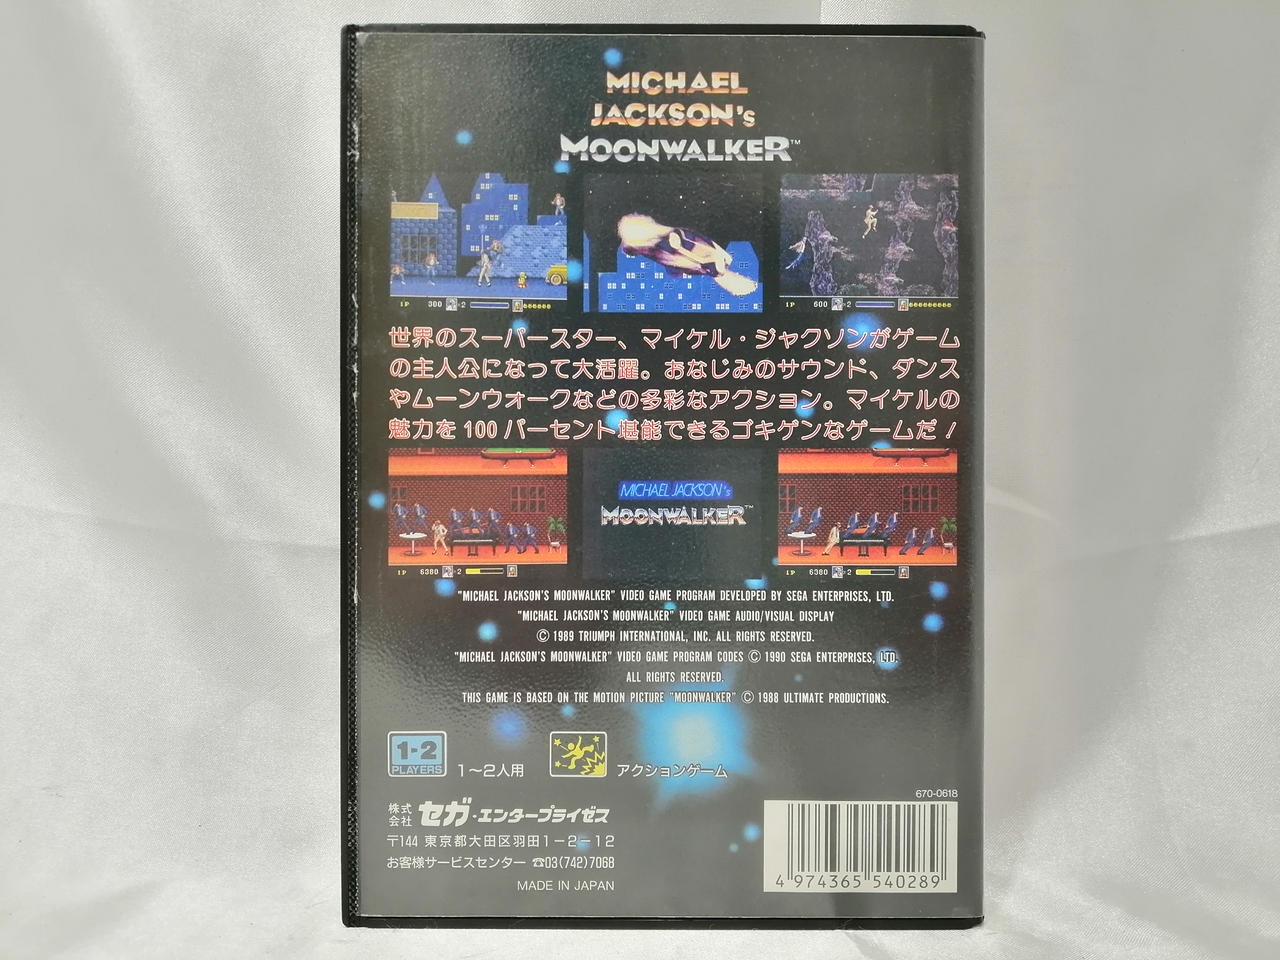 MICHAEL
JACKSON's
MOONWALKER™
1P 300 -2
1P 600 -2
世界のスーパースター、マイケル・ジャクソンがゲーム
の主人公になって大活躍。おなじみのサウンド、ダンス
やムーンウォークなどの多彩なアクション。マイケルの
魅力を100パーセント堪能できるゴキゲンなゲームだ！
MICHAEL JACKSON's
MOONWALKER™
1P 6380 -2
1P 6380 -2
"MICHAEL JACKSON'S MOONWALKER" VIDEO GAME PROGRAM DEVELOPED BY SEGA ENTERPRISES, LTD.
"MICHAEL JACKSON'S MOONWALKER" VIDEO GAME AUDIO/VISUAL DISPLAY
© 1989 TRIUMPH INTERNATIONAL, INC. ALL RIGHTS RESERVED.
"MICHAEL JACKSON'S MOONWALKER" VIDEO GAME PROGRAM CODES © 1990 SEGA ENTERPRISES, LTD.
ALL RIGHTS RESERVED.
THIS GAME IS BASED ON THE MOTION PICTURE "MOONWALKER" © 1988 ULTIMATE PRODUCTIONS.
1-2
PLAYERS
1〜2人用
アクションゲーム
670-0618
株式会社 セガ・エンタープライゼス
〒144 東京都大田区羽田1−2−12
お客様サービスセンター ☎03(742)7068
MADE IN JAPAN
4 974365 540289